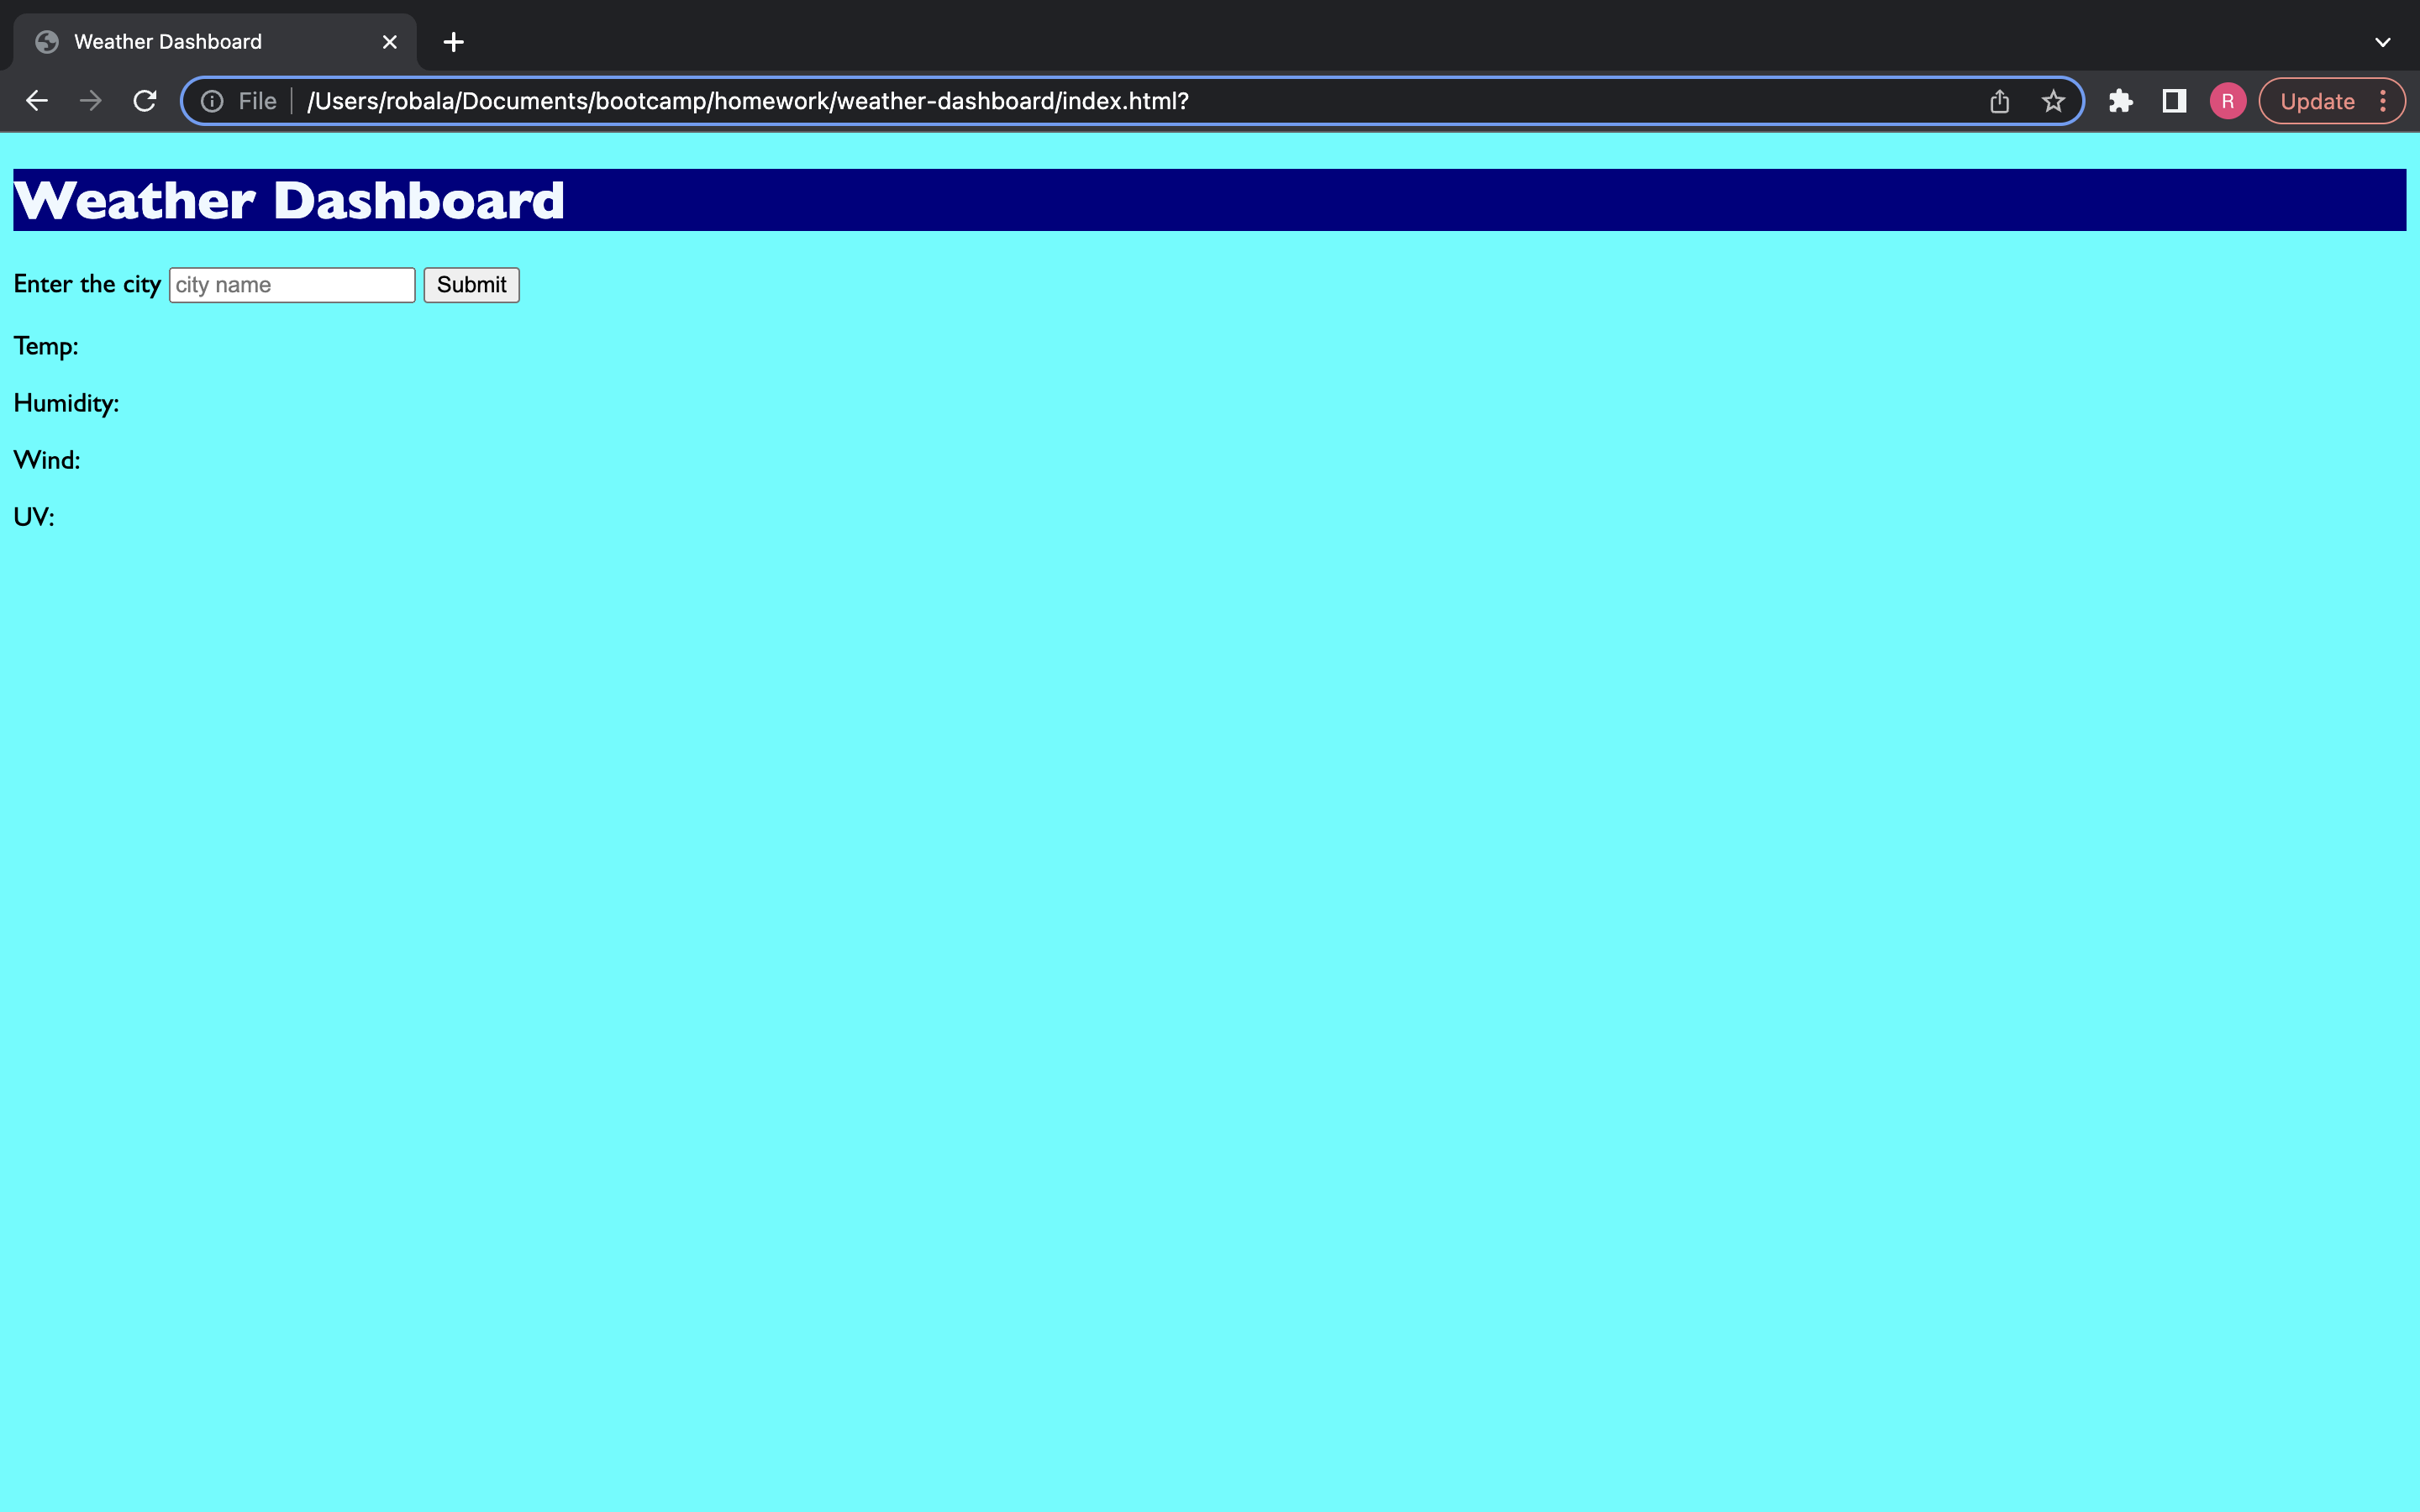 Weather Dashboard
File /Users/robala/Documents/bootcamp/homework/weather-dashboard/index.html? R Update
Weather Dashboard
Enter the city city name Submit
Temp:
Humidity:
Wind:
UV: